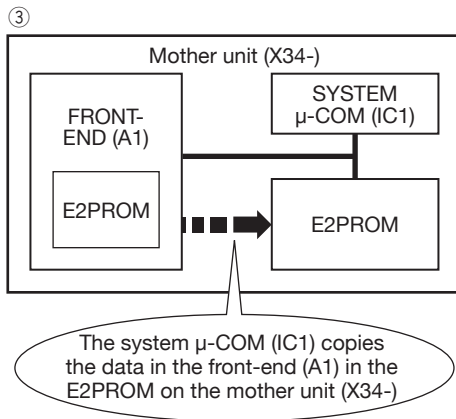 ③
Mother unit (X34-)
FRONT-
END (A1)
E2PROM
SYSTEM
μ-COM (IC1)
E2PROM
The system μ-COM (IC1) copies
the data in the front-end (A1) in the
E2PROM on the mother unit (X34-)